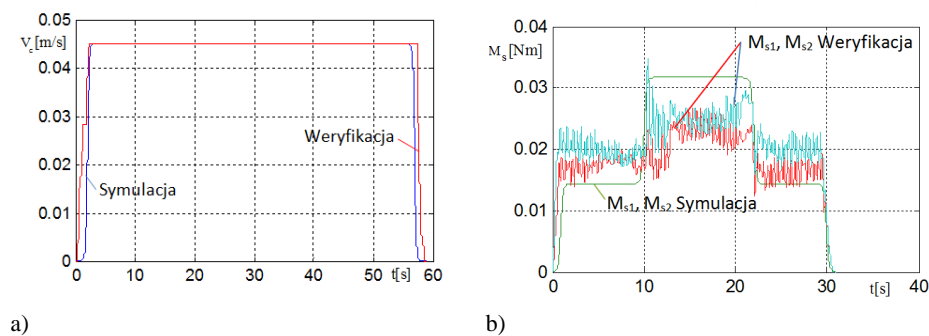 V_c[m/s]
0.05
0.04
0.03
0.02
0.01
0
0 10 20 30 40 50 60
t[s]
Weryfikacja
Symulacja
a)
M_s [Nm]
0.04
0.03
0.02
0.01
0
0 10 20 30 40
t[s]
M_s1, M_s2 Weryfikacja
M_s1, M_s2 Symulacja
b)